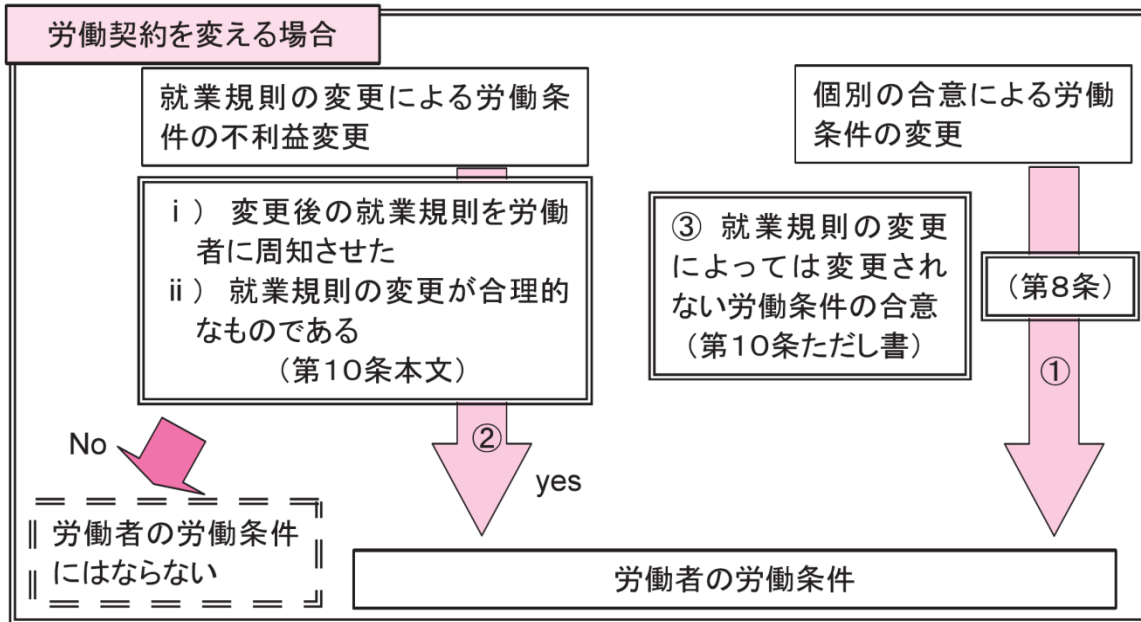 労働契約を変える場合
就業規則の変更による労働条
件の不利益変更
ⅰ） 変更後の就業規則を労働
者に周知させた
ⅱ） 就業規則の変更が合理的
なものである
（第１０条本文）
No
②
yes
労働者の労働条件
にはならない
個別の合意による労働
条件の変更
③ 就業規則の変更
によっては変更され
ない労働条件の合意
（第１０条ただし書）
（第８条）
①
労働者の労働条件